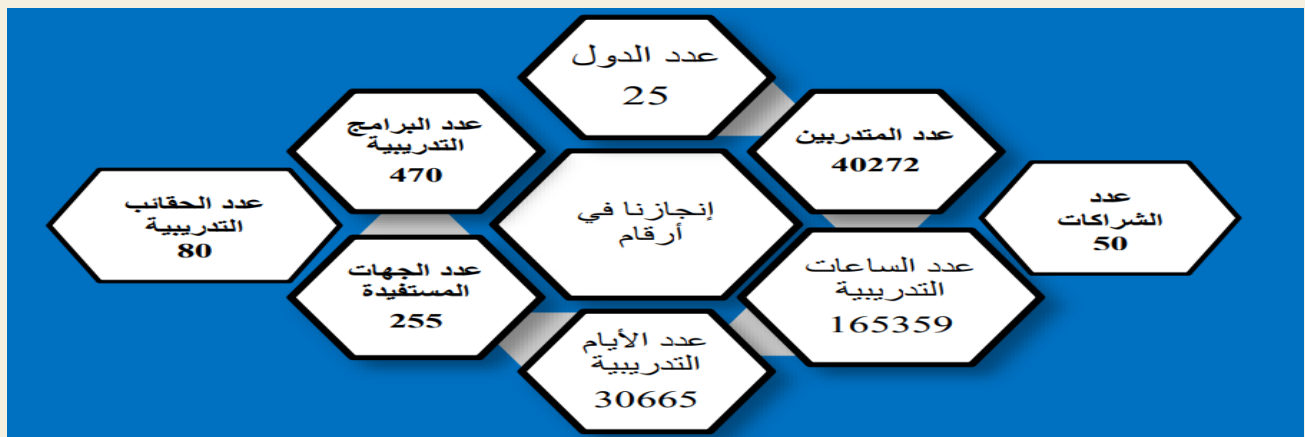 عدد الدول
25
عدد المتدربين
40272
عدد البرامج
التدريبية
470
عدد
الشراكات
50
إنجازنا في
أرقام
عدد الحقائب
التدريبية
80
عدد الساعات
التدريبية
165359
عدد الجهات
المستفيدة
255
عدد الأيام
التدريبية
30665